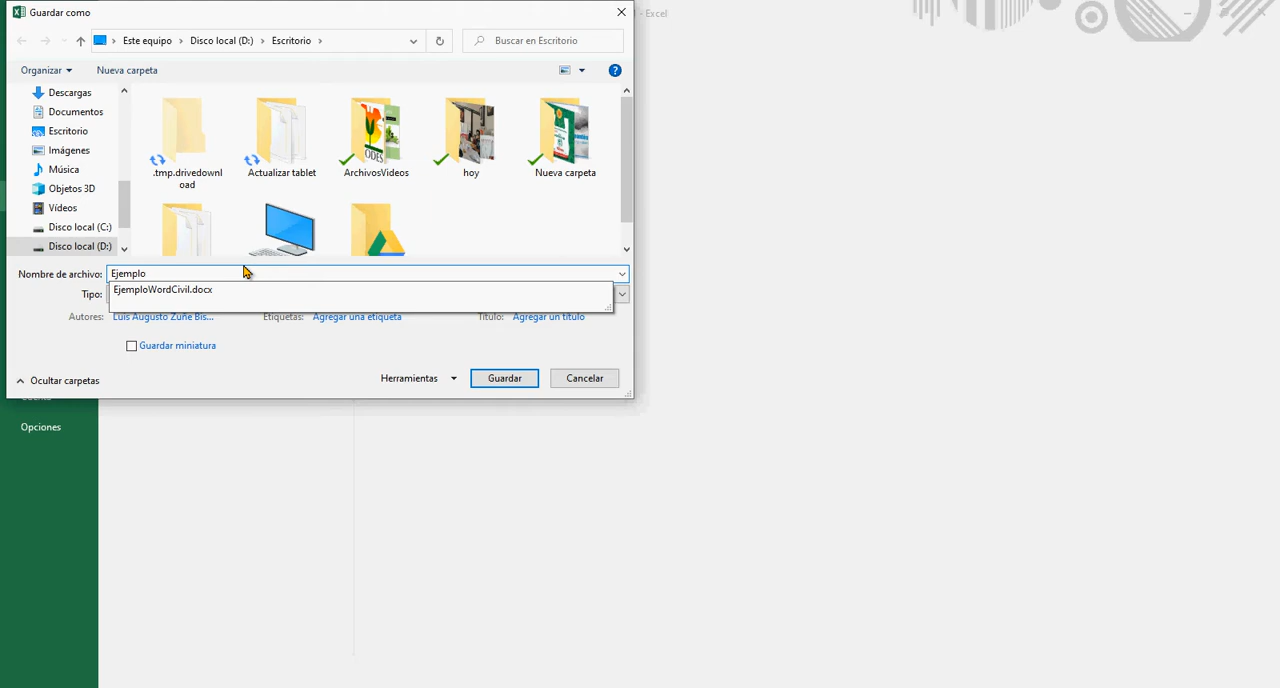 Guardar como
- Excel
Este equipo > Disco local (D:) > Escritorio >
Buscar en Escritorio
Organizar
Nueva carpeta
Descargas
Documentos
Escritorio
Imágenes
Música
Objetos 3D
Vídeos
Disco local (C:)
Disco local (D:)
.tmp.drivedownl
oad
Actualizar tablet
ODES
ArchivosVideos
hoy
Nueva carpeta
Nombre de archivo: Ejemplo
EjemploWordCivil.docx
Tipo:
Autores: Luis Augusto Zuñe Bis...
Etiquetas: Agregar una etiqueta
Título: Agregar un título
Guardar miniatura
Ocultar carpetas
Herramientas
Guardar
Cancelar
Cuenta
Opciones